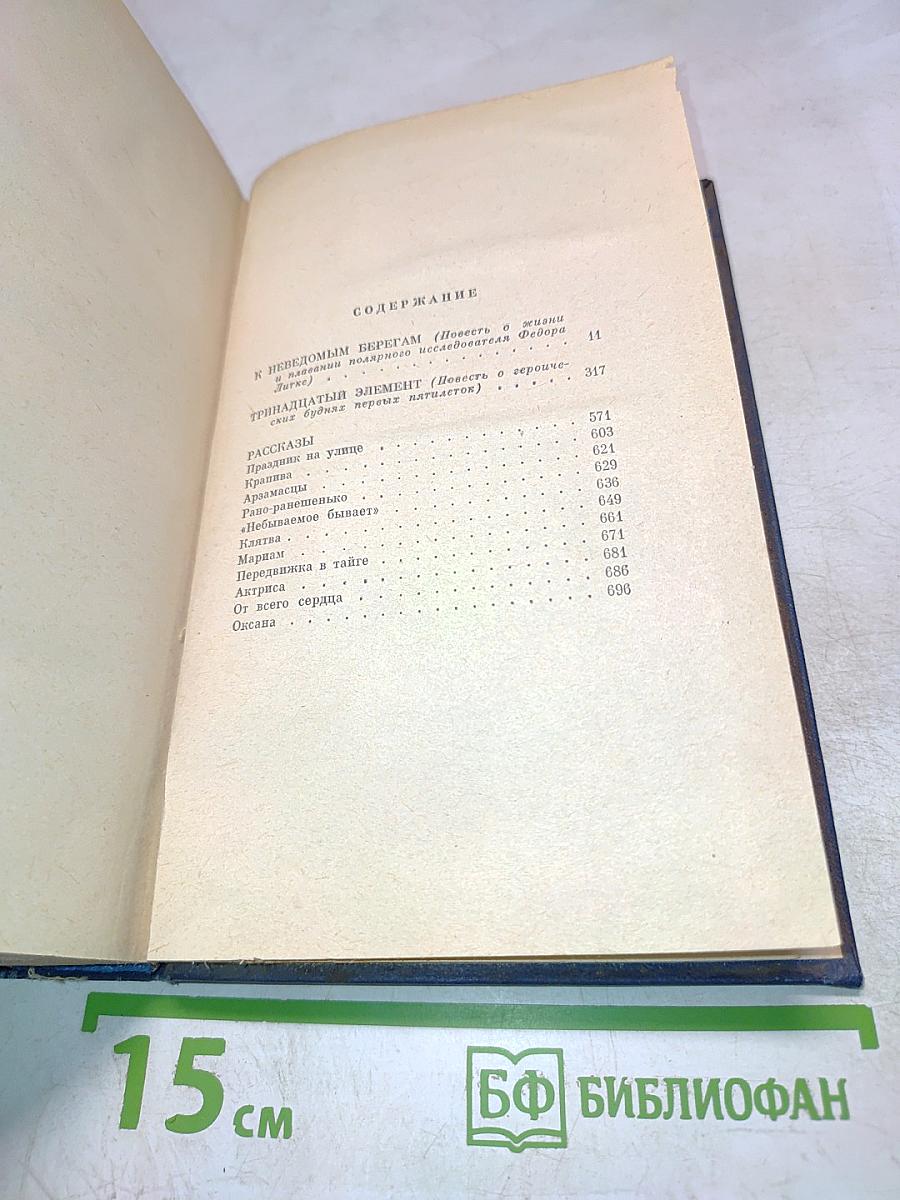 СОДЕРЖАНИЕ
К НЕВЕДОМЫМ БЕРЕГАМ (Повесть о жизни
и плавании полярного исследователя Федора
Литке) . . . . . . . . . . . . . . . . 11
ТРИНАДЦАТЫЙ ЭЛЕМЕНТ (Повесть о героиче-
ских буднях первых пятилеток) . . . . . 317
РАССКАЗЫ
Праздник на улице . . . . . . . . . . 571
Крапива . . . . . . . . . . . . . . . 603
Арзамасцы . . . . . . . . . . . . . . 621
Рано-ранешенько . . . . . . . . . . . 629
«Небываемое бывает» . . . . . . . . . 636
Клятва . . . . . . . . . . . . . . . . 649
Мариам . . . . . . . . . . . . . . . . 661
Передвижка в тайге . . . . . . . . . . 671
Актриса . . . . . . . . . . . . . . . 681
От всего сердца . . . . . . . . . . . 686
Оксана . . . . . . . . . . . . . . . . 696
15 см
БФ БИБЛИОФАН